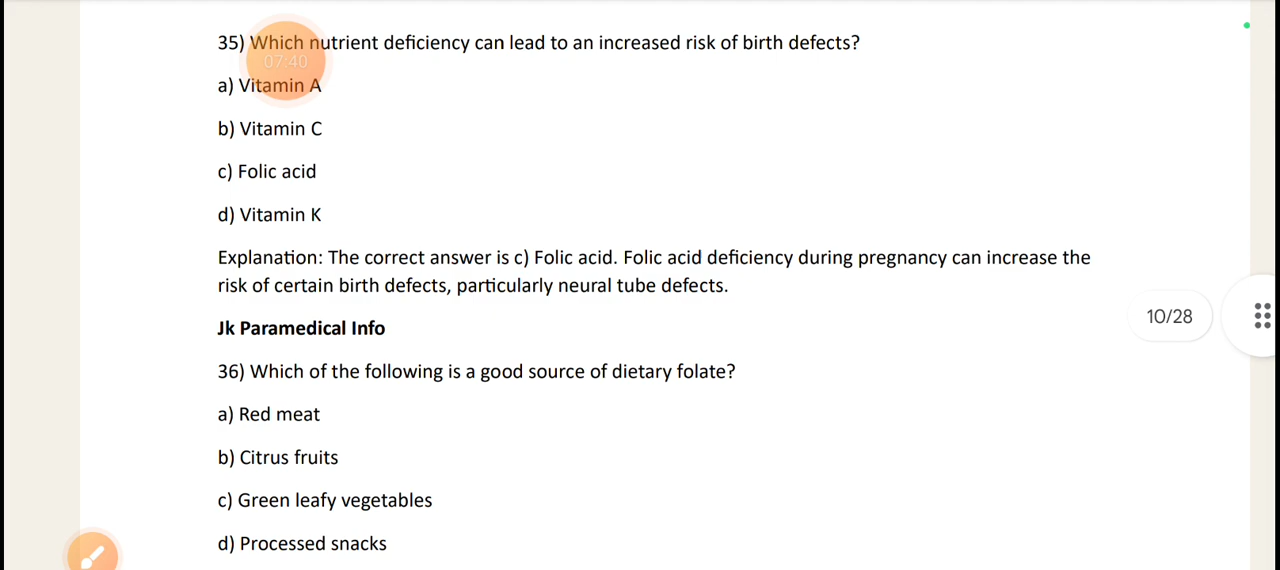 35) Which nutrient deficiency can lead to an increased risk of birth defects?
07:40
a) Vitamin A
b) Vitamin C
c) Folic acid
d) Vitamin K
Explanation: The correct answer is c) Folic acid. Folic acid deficiency during pregnancy can increase the
risk of certain birth defects, particularly neural tube defects.
10/28
Jk Paramedical Info
36) Which of the following is a good source of dietary folate?
a) Red meat
b) Citrus fruits
c) Green leafy vegetables
d) Processed snacks